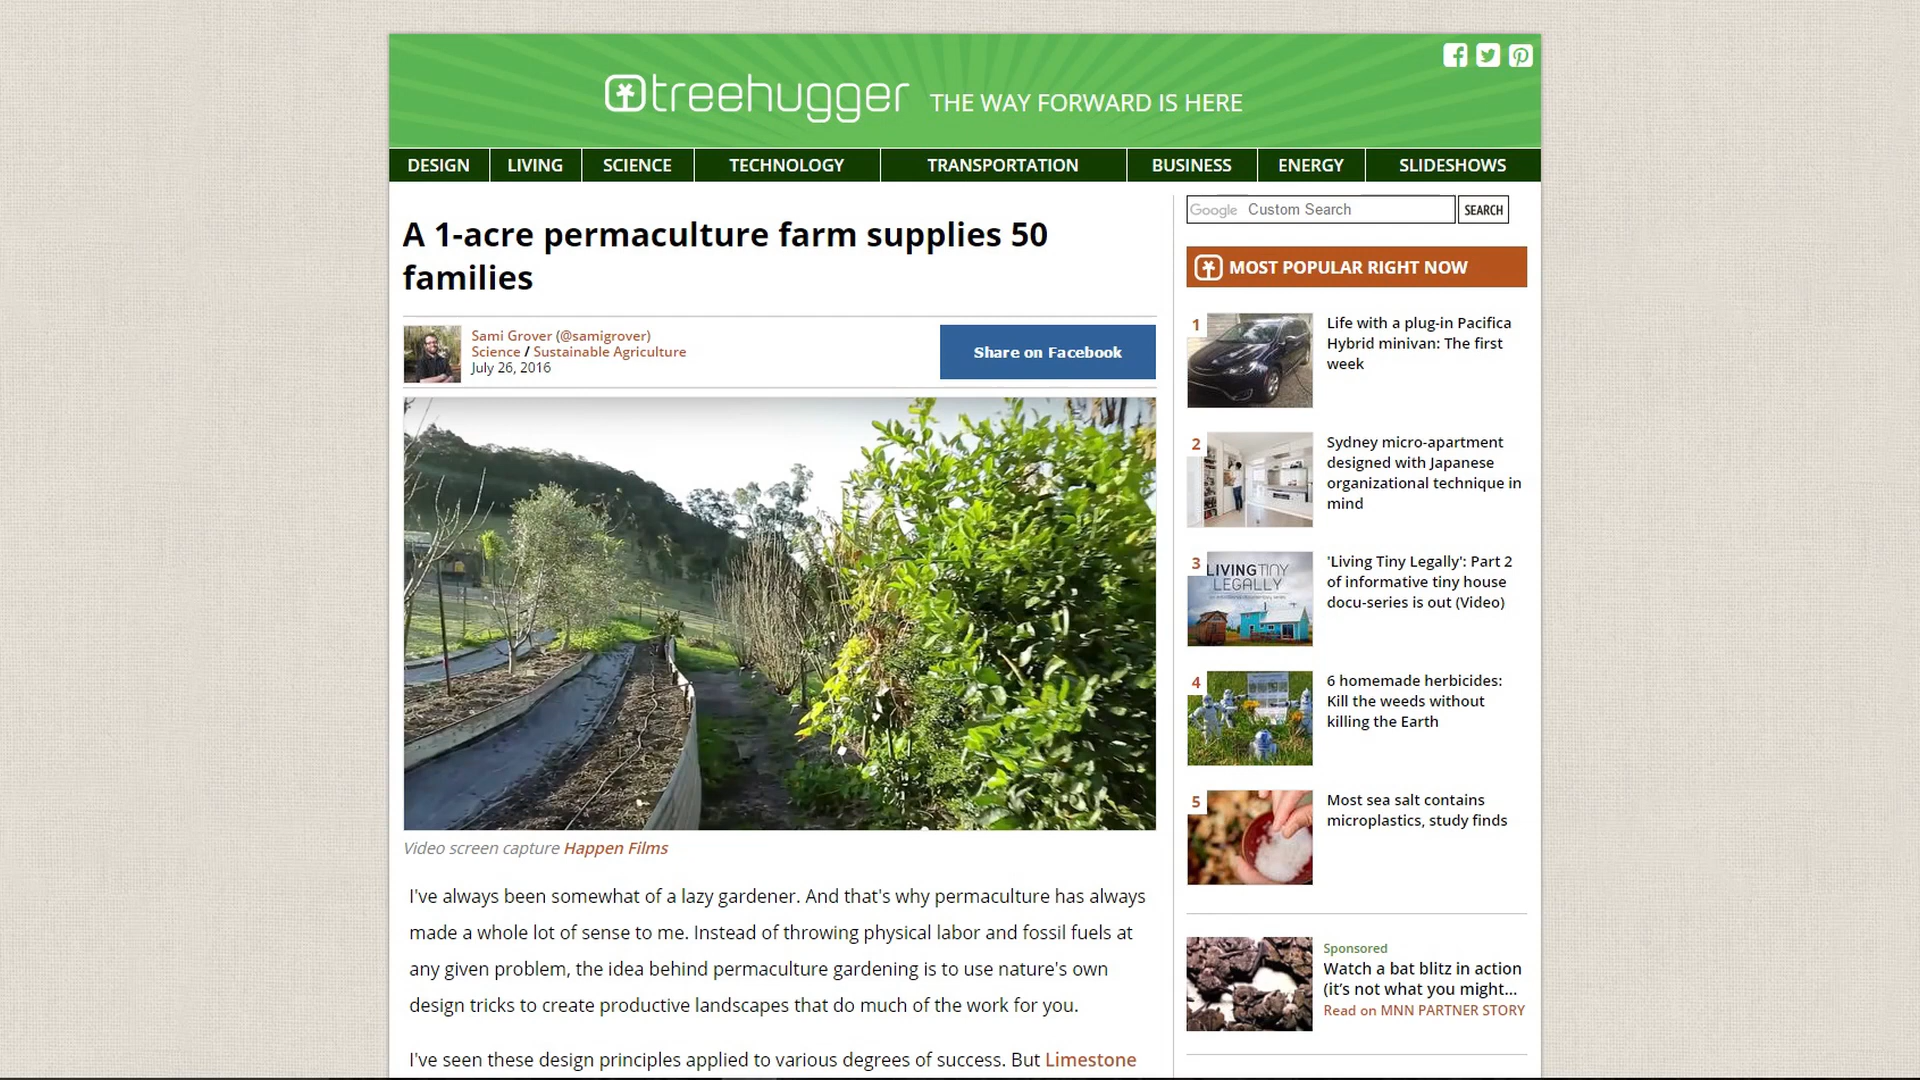 treehugger THE WAY FORWARD IS HERE
DESIGN LIVING SCIENCE TECHNOLOGY TRANSPORTATION BUSINESS ENERGY SLIDESHOWS
A 1-acre permaculture farm supplies 50
families
Sami Grover (@samigrover)
Science / Sustainable Agriculture
July 26, 2016
Share on Facebook
Video screen capture Happen Films
I've always been somewhat of a lazy gardener. And that's why permaculture has always
made a whole lot of sense to me. Instead of throwing physical labor and fossil fuels at
any given problem, the idea behind permaculture gardening is to use nature's own
design tricks to create productive landscapes that do much of the work for you.
I've seen these design principles applied to various degrees of success. But Limestone
Google Custom Search SEARCH
MOST POPULAR RIGHT NOW
1
Life with a plug-in Pacifica
Hybrid minivan: The first
week
2
Sydney micro-apartment
designed with Japanese
organizational technique in
mind
3
LIVING TINY
LEGALLY
'Living Tiny Legally': Part 2
of informative tiny house
docu-series is out (Video)
4
6 homemade herbicides:
Kill the weeds without
killing the Earth
5
Most sea salt contains
microplastics, study finds
Sponsored
Watch a bat blitz in action
(it's not what you might...
Read on MNN PARTNER STORY